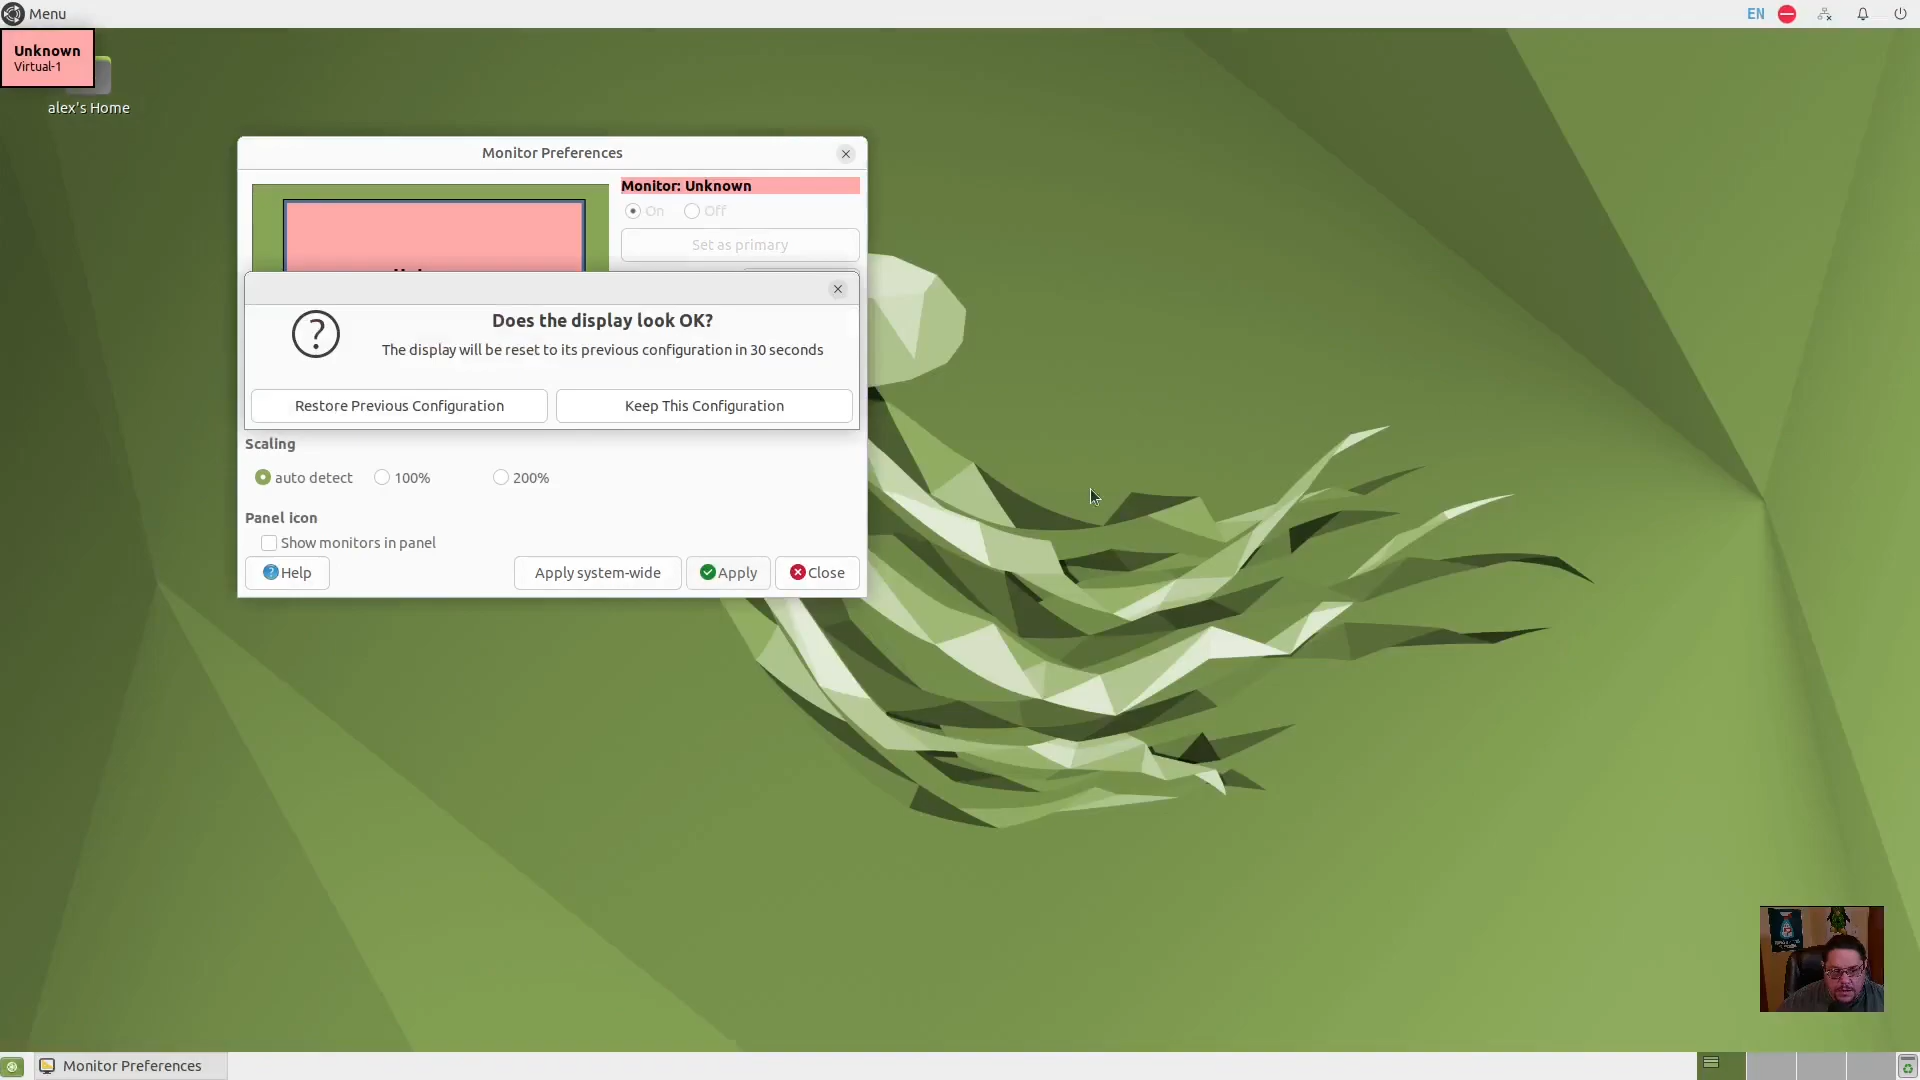 Menu
EN
Unknown
Virtual-1
alex's Home
Monitor Preferences
Monitor: Unknown
On
Off
Set as primary
Does the display look OK?
The display will be reset to its previous configuration in 30 seconds
Restore Previous Configuration
Keep This Configuration
Scaling
auto detect
100%
200%
Panel icon
Show monitors in panel
Help
Apply system-wide
Apply
Close
Monitor Preferences